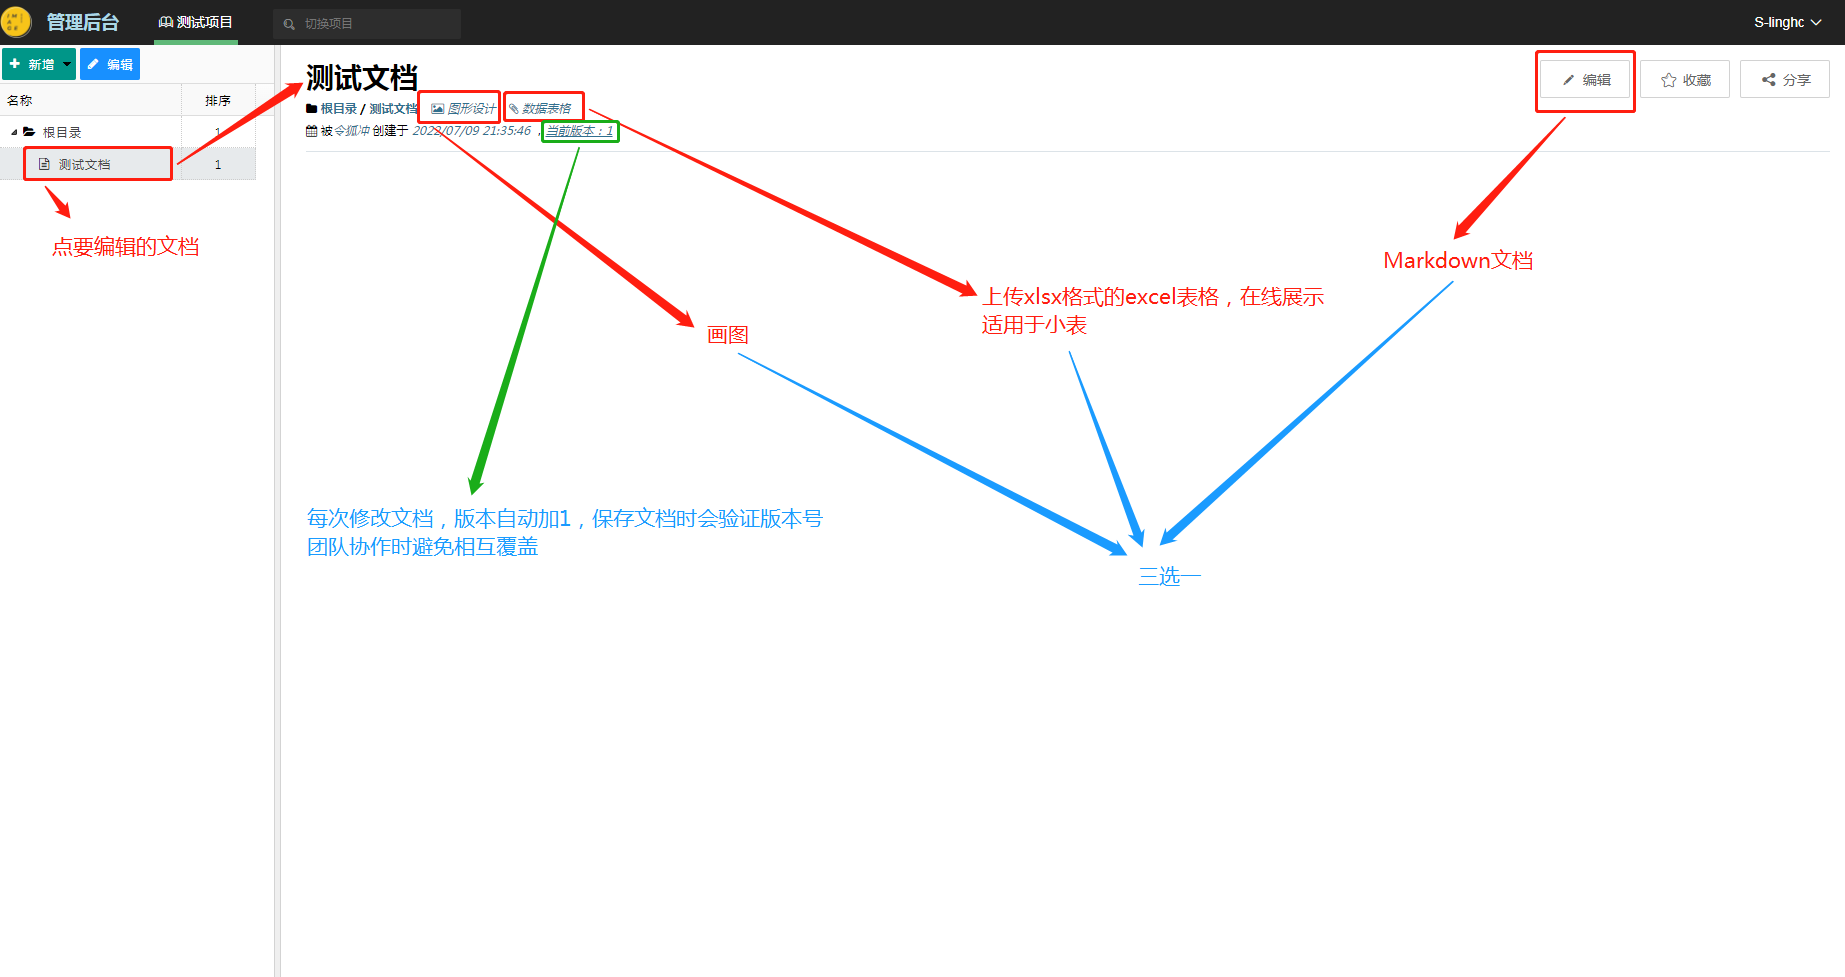 管理后台
测试项目
切换项目
S-linghc
新增
编辑
名称
排序
根目录
1
测试文档
1
点要编辑的文档
测试文档
根目录 / 测试文档
图形设计
数据表格
被令狐冲 创建于 2022/07/09 21:35:46 ，当前版本：1
编辑
收藏
分享
Markdown文档
上传xlsx格式的excel表格，在线展示
适用于小表
画图
每次修改文档，版本自动加1，保存文档时会验证版本号
团队协作时避免相互覆盖
三选一